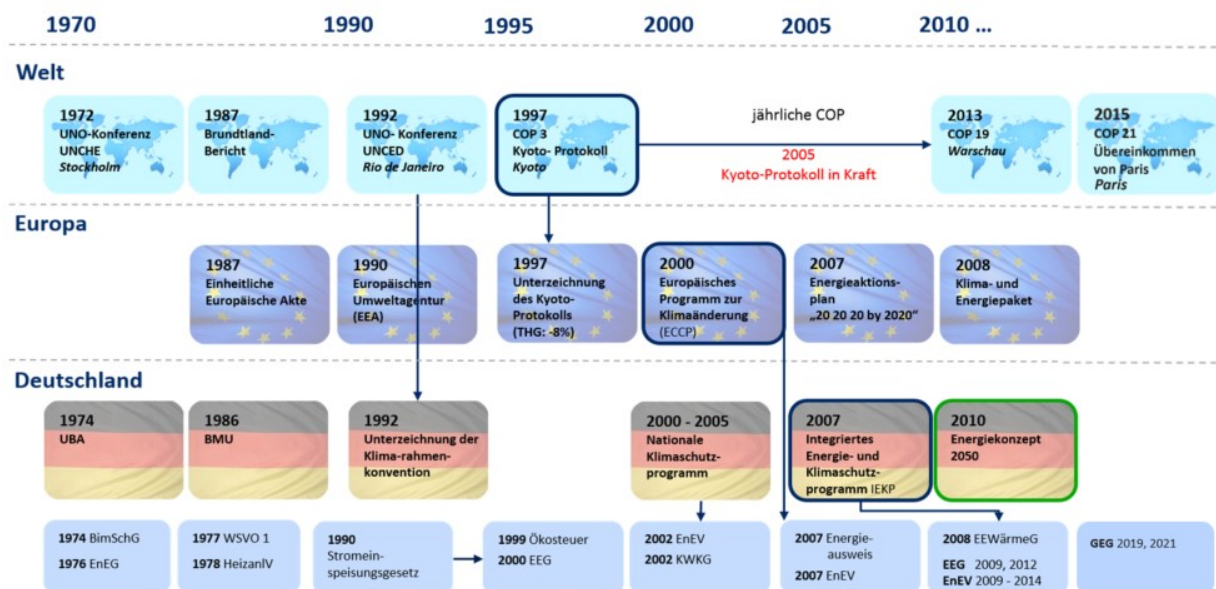 1970
1990
1995
2000
2005
2010 ...
Welt
1972
UNO-Konferenz
UNCHE
Stockholm
1987
Brundtland-
Bericht
1992
UNO- Konferenz
UNCED
Rio de Janeiro
1997
COP 3
Kyoto- Protokoll
Kyoto
jährliche COP
2005
Kyoto-Protokoll in Kraft
2013
COP 19
Warschau
2015
COP 21
Übereinkommen
von Paris
Paris
Europa
1987
Einheitliche
Europäische Akte
1990
Europäischen
Umweltagentur
(EEA)
1997
Unterzeichnung
des Kyoto-
Protokolls
(THG: -8%)
2000
Europäisches
Programm zur
Klimaänderung
(ECCP)
2007
Energieaktions-
plan
„20 20 20 by 2020"
2008
Klima- und
Energiepaket
Deutschland
1974
UBA
1986
BMU
1992
Unterzeichnung der
Klima-rahmen-
konvention
2000 - 2005
Nationale
Klimaschutz-
programm
2007
Integriertes
Energie- und
Klimaschutz-
programm IEKP
2010
Energiekonzept
2050
1974 BimSchG
1976 EnEG
1977 WSVO 1
1978 HeizanlV
1990
Stromein-
speisungsgesetz
1999 Ökosteuer
2000 EEG
2002 EnEV
2002 KWKG
2007 Energie-
ausweis
2007 EnEV
2008 EEWärmeG
EEG 2009, 2012
EnEV 2009 - 2014
GEG 2019, 2021